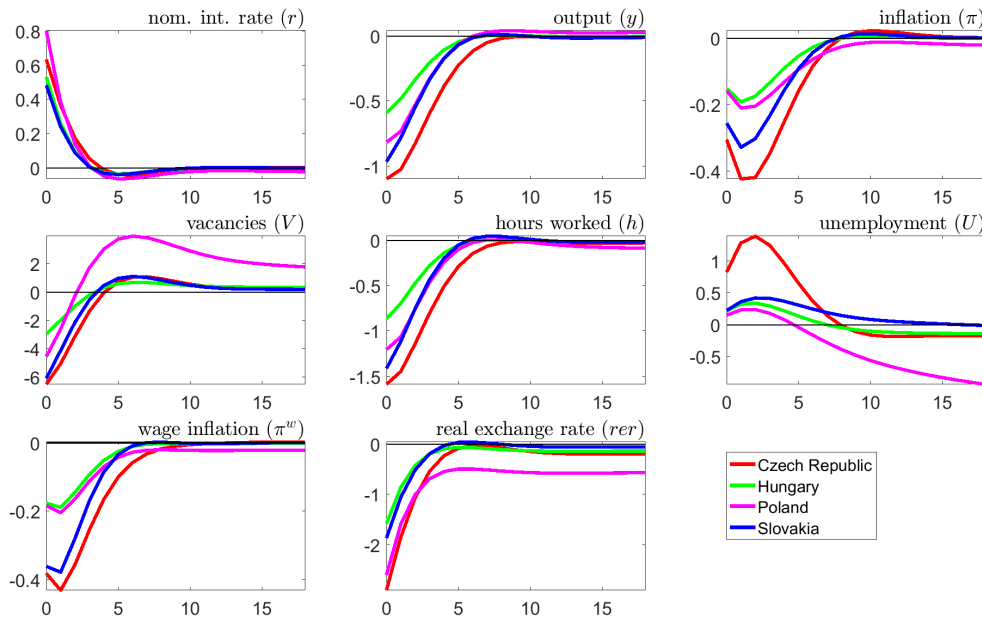 nom. int. rate (r)
0.8
0.6
0.4
0.2
0
0 5 10 15
output (y)
0
-0.5
-1
0 5 10 15
inflation (π)
0
-0.2
-0.4
0 5 10 15
vacancies (V)
2
0
-2
-4
-6
0 5 10 15
hours worked (h)
0
-0.5
-1
-1.5
0 5 10 15
unemployment (U)
1
0.5
0
-0.5
0 5 10 15
wage inflation (πʷ)
0
-0.2
-0.4
0 5 10 15
real exchange rate (rer)
0
-1
-2
0 5 10 15
Czech Republic
Hungary
Poland
Slovakia